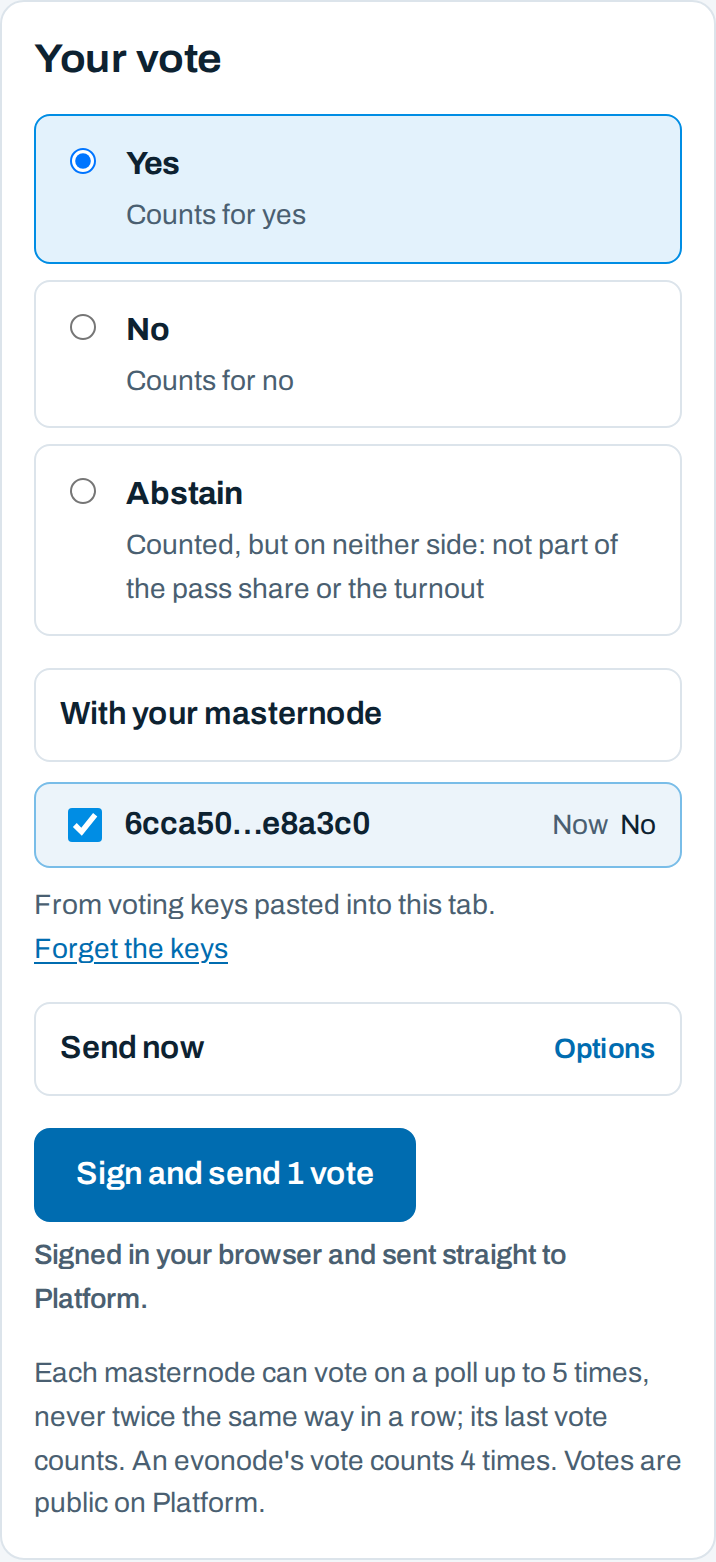 Your vote
Yes
Counts for yes
No
Counts for no
Abstain
Counted, but on neither side: not part of
the pass share or the turnout
With your masternode
6cca50…e8a3c0 Now No
From voting keys pasted into this tab.
Forget the keys
Send now Options
Sign and send 1 vote
Signed in your browser and sent straight to
Platform.
Each masternode can vote on a poll up to 5 times,
never twice the same way in a row; its last vote
counts. An evonode's vote counts 4 times. Votes are
public on Platform.